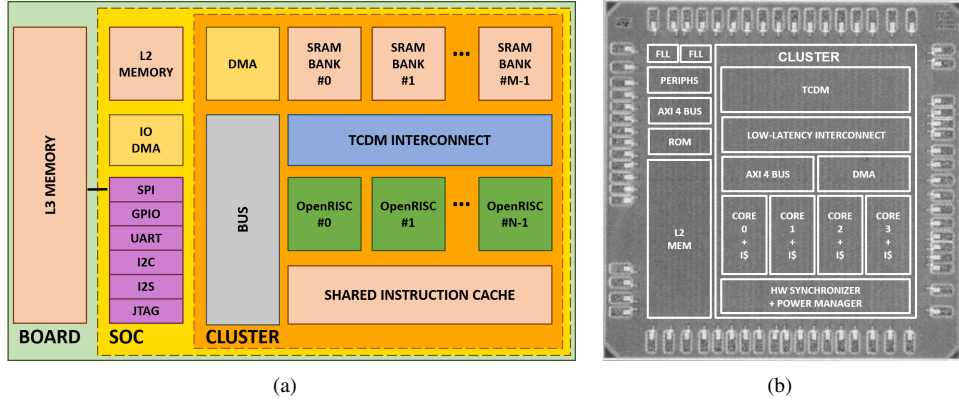 L3 MEMORY
BOARD
L2
MEMORY
IO
DMA
SPI
GPIO
UART
I2C
I2S
JTAG
SOC
DMA
SRAM
BANK
#0
SRAM
BANK
#1
•••
SRAM
BANK
#M-1
BUS
TCDM INTERCONNECT
OpenRISC
#0
OpenRISC
#1
•••
OpenRISC
#N-1
SHARED INSTRUCTION CACHE
CLUSTER
(a)
FLL
FLL
PERIPHS
AXI 4 BUS
ROM
L2
MEM
CLUSTER
TCDM
LOW-LATENCY INTERCONNECT
AXI 4 BUS
DMA
CORE
0
+
I$
CORE
1
+
I$
CORE
2
+
I$
CORE
3
+
I$
HW SYNCHRONIZER
+ POWER MANAGER
(b)